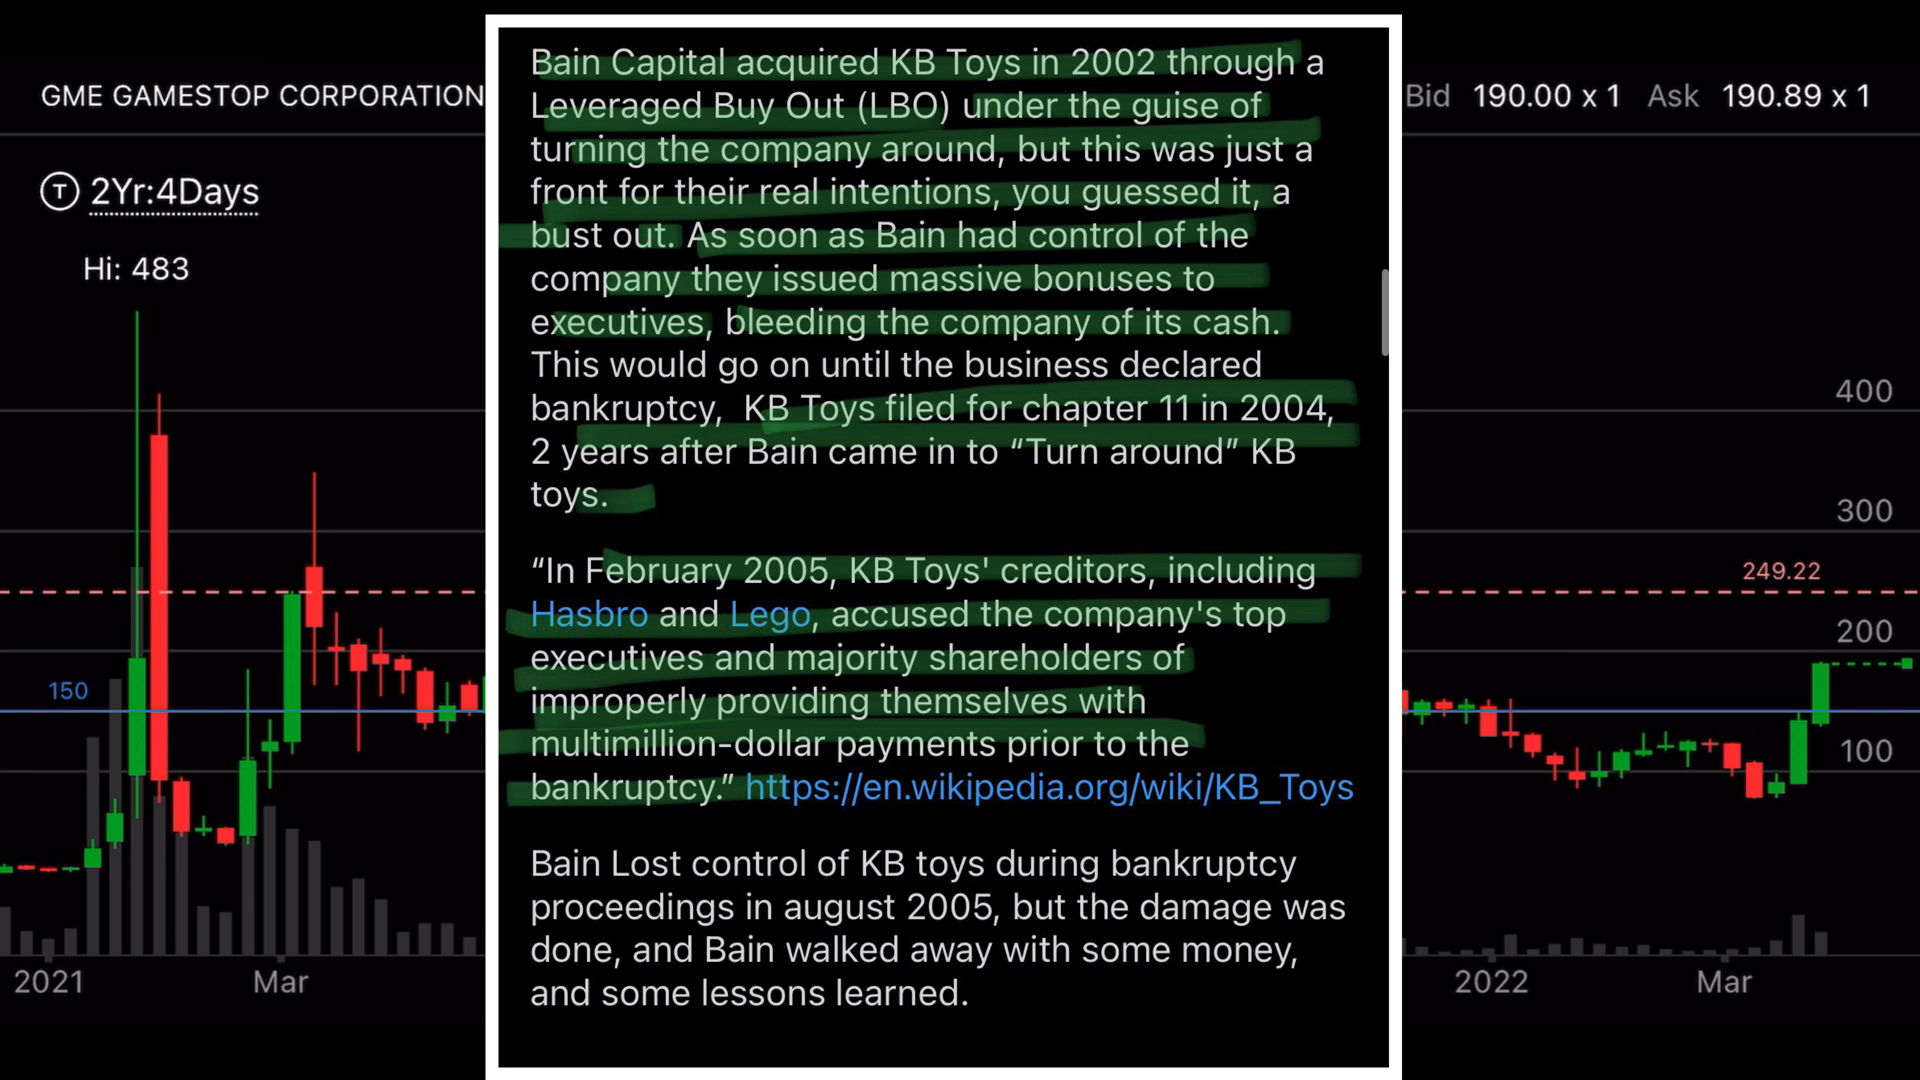 GME GAMESTOP CORPORATION
T 2Yr:4Days
Hi: 483
150
2021 Mar
Bain Capital acquired KB Toys in 2002 through a
Leveraged Buy Out (LBO) under the guise of
turning the company around, but this was just a
front for their real intentions, you guessed it, a
bust out. As soon as Bain had control of the
company they issued massive bonuses to
executives, bleeding the company of its cash.
This would go on until the business declared
bankruptcy,  KB Toys filed for chapter 11 in 2004,
2 years after Bain came in to “Turn around” KB
toys.
“In February 2005, KB Toys' creditors, including
Hasbro and Lego, accused the company's top
executives and majority shareholders of
improperly providing themselves with
multimillion-dollar payments prior to the
bankruptcy.” https://en.wikipedia.org/wiki/KB_Toys
Bain Lost control of KB toys during bankruptcy
proceedings in august 2005, but the damage was
done, and Bain walked away with some money,
and some lessons learned.
Bid 190.00 x 1 Ask 190.89 x 1
400
300
249.22
200
100
2022 Mar